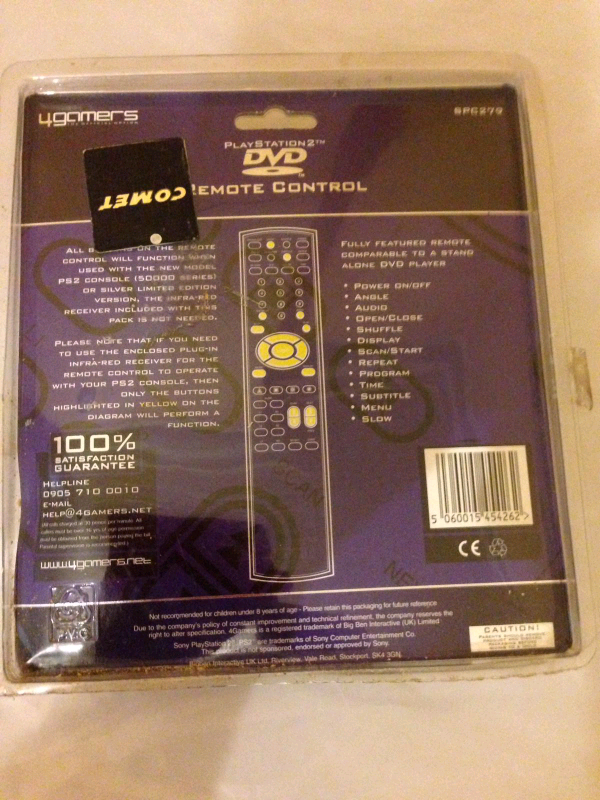 4gamers
SPC279
PLAYSTATION2™
DVD
COMET
REMOTE CONTROL
ALL ON THE REMOTE
CONTROL WILL FUNCTION WHEN
USED WITH THE NEW MODEL
PS2 CONSOLE (50000 SERIES)
OR SILVER LIMITED EDITION
VERSION, THE INFRA-RED
RECEIVER INCLUDED WITH THIS
PACK IS NOT NEEDED.
PLEASE NOTE THAT IF YOU NEED
TO USE THE ENCLOSED PLUG-IN
INFRA-RED RECEIVER FOR THE
REMOTE CONTROL TO OPERATE
WITH YOUR PS2 CONSOLE, THEN
ONLY THE BUTTONS
HIGHLIGHTED IN YELLOW ON THE
DIAGRAM WILL PERFORM A
FUNCTION.
FULLY FEATURED REMOTE
COMPARABLE TO A STAND
ALONE DVD PLAYER
• POWER ON/OFF
• ANGLE
• AUDIO
• OPEN/CLOSE
• SHUFFLE
• DISPLAY
• SCAN/START
• REPEAT
• PROGRAM
• TIME
• SUBTITLE
• MENU
• SLOW
100%
SATISFACTION
GUARANTEE
HELPLINE
0905 710 0010
E-MAIL
HELP@4GAMERS.NET
www.4gamers.net
SCAN
5 060015 454262 >
CE
Not recommended for children under 8 years of age - Please retain this packaging for future reference
Due to the company's policy of constant improvement and technical refinement, the company reserves the
right to alter specification. 4Gamers is a registered trademark of Big Ben Interactive (UK) Limited
Sony PlayStation 2 PS2 are trademarks of Sony Computer Entertainment Co.
This product is not sponsored, endorsed or approved by Sony.
Interactive UK Ltd, Riverview, Vale Road, Stockport, SK4 3GN
CAUTION!